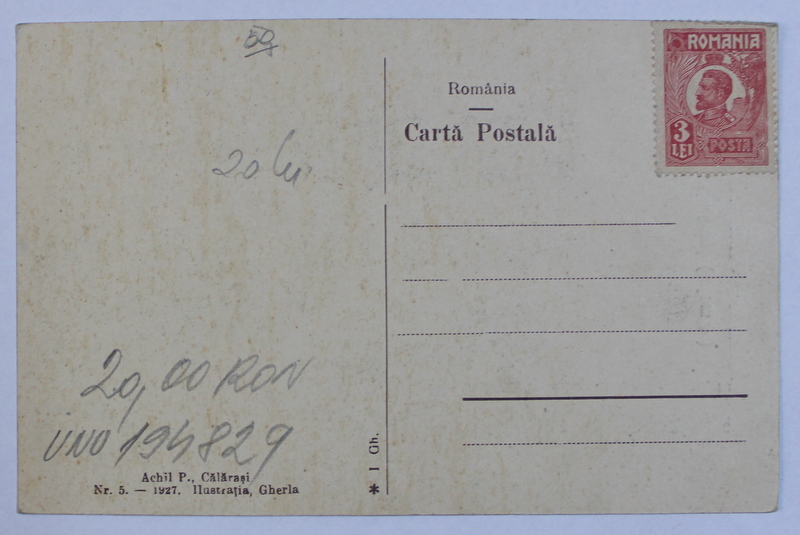 50
20 lei
20,00 RON
UNO 194829
Achil P., Călărași
Nr. 5. — 1927. Ilustrația, Gherla
* I Gh.
România
Cartă Postală
ROMANIA
3
LEI
POSTA